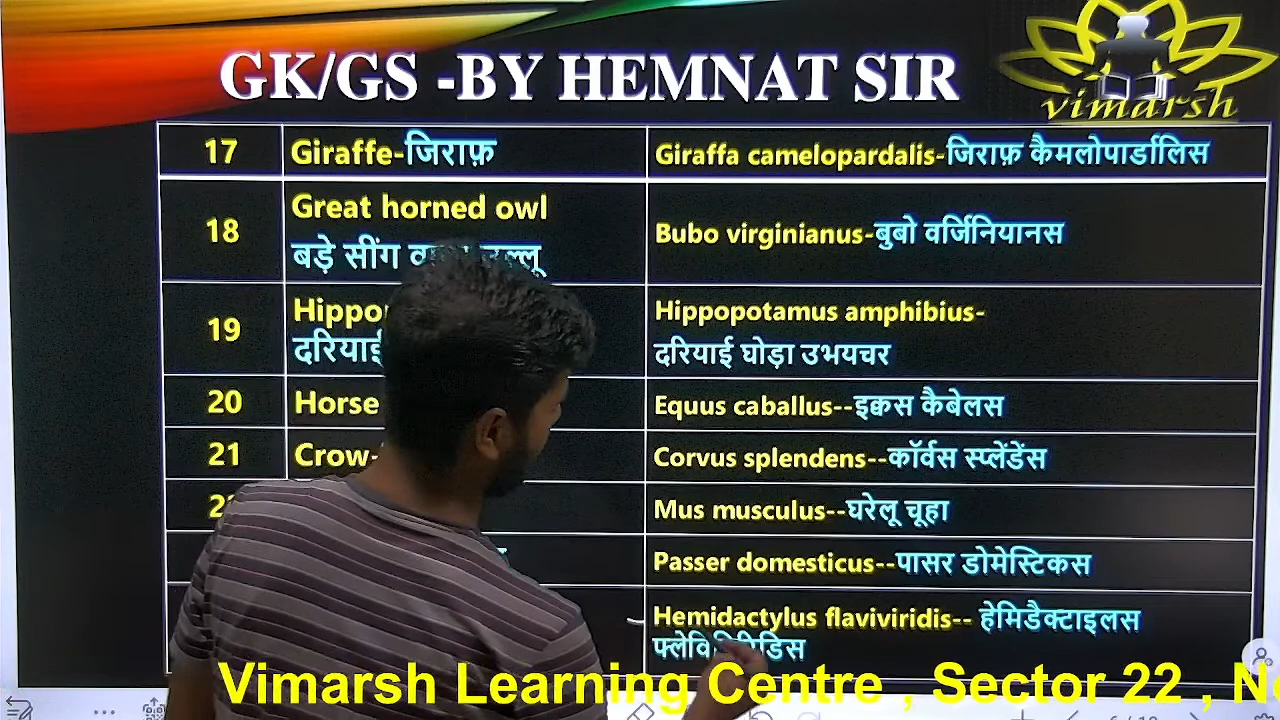 GK/GS -BY HEMNAT SIR
vimarsh
17 Giraffe-जिराफ़ Giraffa camelopardalis-जिराफ़ कैमलोपार्डालिस
18 Great horned owl
बड़े सींग उल्लू
Bubo virginianus-बुबो वर्जिनियानस
19
दरियाई
Hippopotamus amphibius-
दरियाई घोड़ा उभयचर
20 Horse Equus caballus--इक्वस कैबेलस
21 Crow- Corvus splendens--कॉर्वस स्प्लेंडेंस
Mus musculus--घरेलू चूहा
Passer domesticus--पासर डोमेस्टिकस
Hemidactylus flaviviridis-- हेमिडैक्टाइलस
Vimarsh Learning Centre , Sector 22 ,